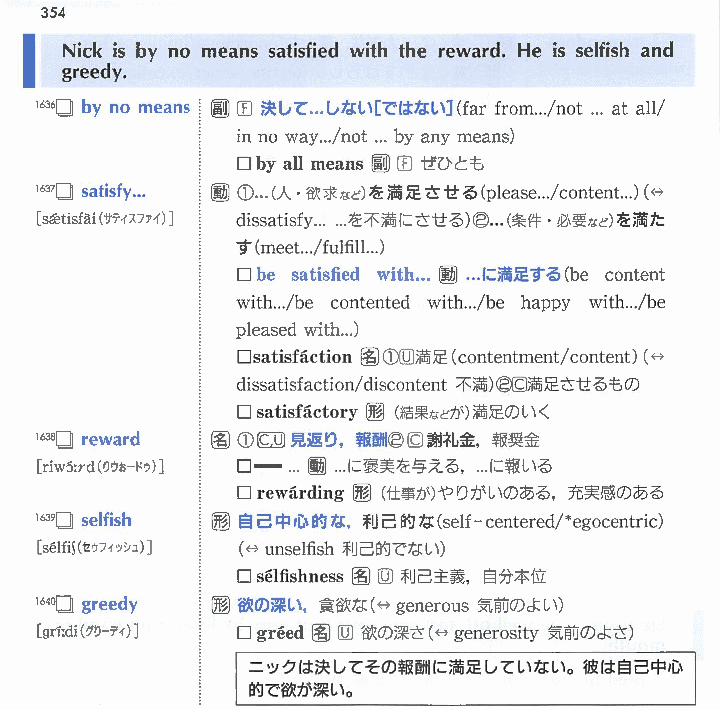 354
Nick is by no means satisfied with the reward. He is selfish and
greedy.
1636□ by no means 副 F 決して…しない[ではない](far from.../not ... at all/
in no way.../not ... by any means)
□ by all means 副 F ぜひとも
1637□ satisfy... 動 ①…(人・欲求など)を満足させる(please.../content...)(↔
[sǽtisfài(サティスファイ)] dissatisfy... …を不満にさせる)②…(条件・必要など)を満た
す(meet.../fulfill...)
□ be satisfied with... 動 …に満足する(be content
with.../be contented with.../be happy with.../be
pleased with...)
□satisfáction 名 ①U満足(contentment/content)(↔
dissatisfaction/discontent 不満)②C満足させるもの
□ satisfáctory 形 (結果などが)満足のいく
1638□ reward 名 ①C,U 見返り，報酬②C 謝礼金，報奨金
[riwɔ́ːrd(リウぉードゥ)] □━ ... 動 …に褒美を与える，…に報いる
□ rewárding 形 (仕事が)やりがいのある，充実感のある
1639□ selfish 形 自己中心的な，利己的な(self-centered/*egocentric)
[sélfiʃ(セゥフィッシュ)] (↔ unselfish 利己的でない)
□ sélfishness 名 U 利己主義，自分本位
1640□ greedy 形 欲の深い，貪欲な(↔ generous 気前のよい)
[gríːdi(グリーディ)] □ gréed 名 U 欲の深さ(↔ generosity 気前のよさ)
ニックは決してその報酬に満足していない。彼は自己中心
的で欲が深い。